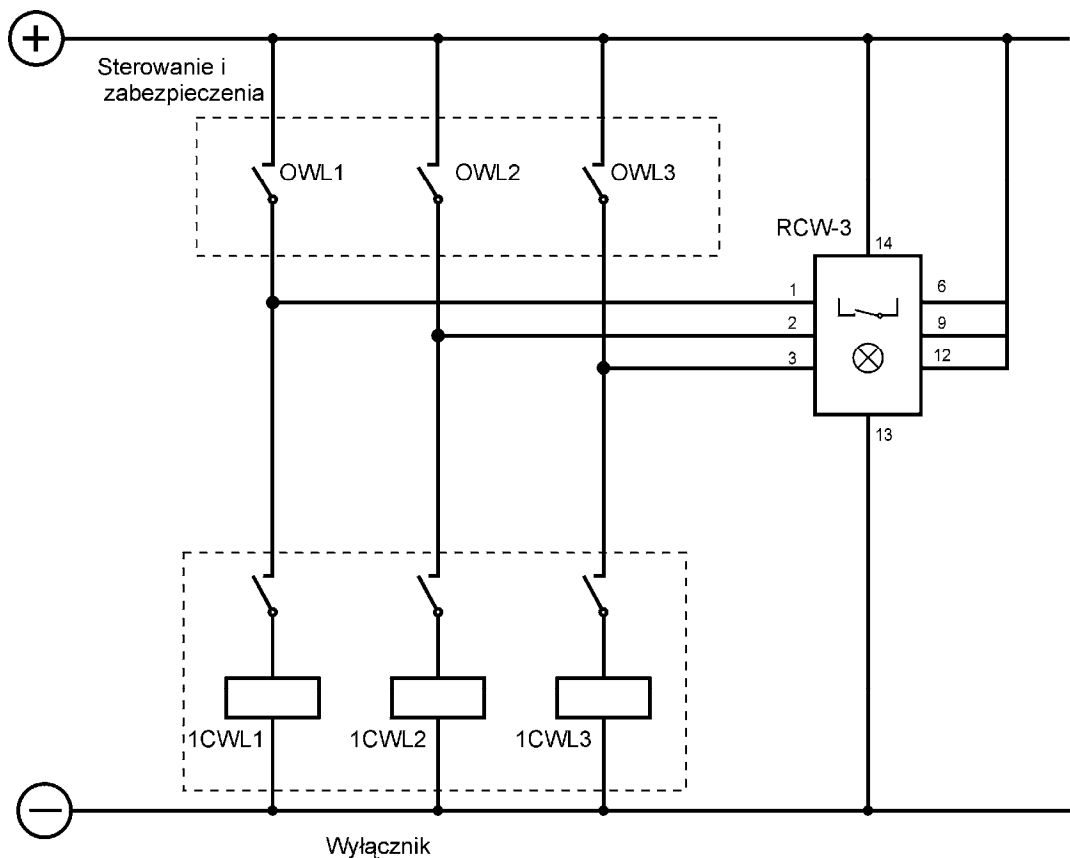 +
Sterowanie i
zabezpieczenia
OWL1
OWL2
OWL3
RCW-3
14
1
6
2
9
3
12
13
1CWL1
1CWL2
1CWL3
−
Wyłącznik